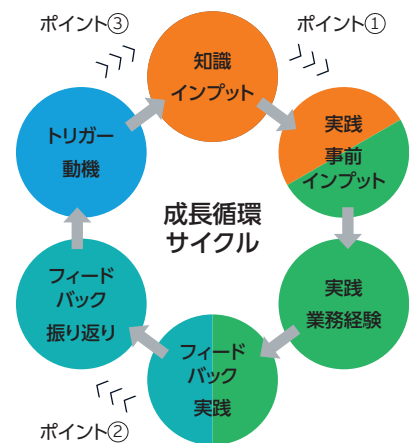 ポイント③
ポイント①
知識
インプット
実践
事前
インプット
トリガー
動機
成長循環
サイクル
実践
業務経験
フィード
バック
振り返り
フィード
バック
実践
ポイント②